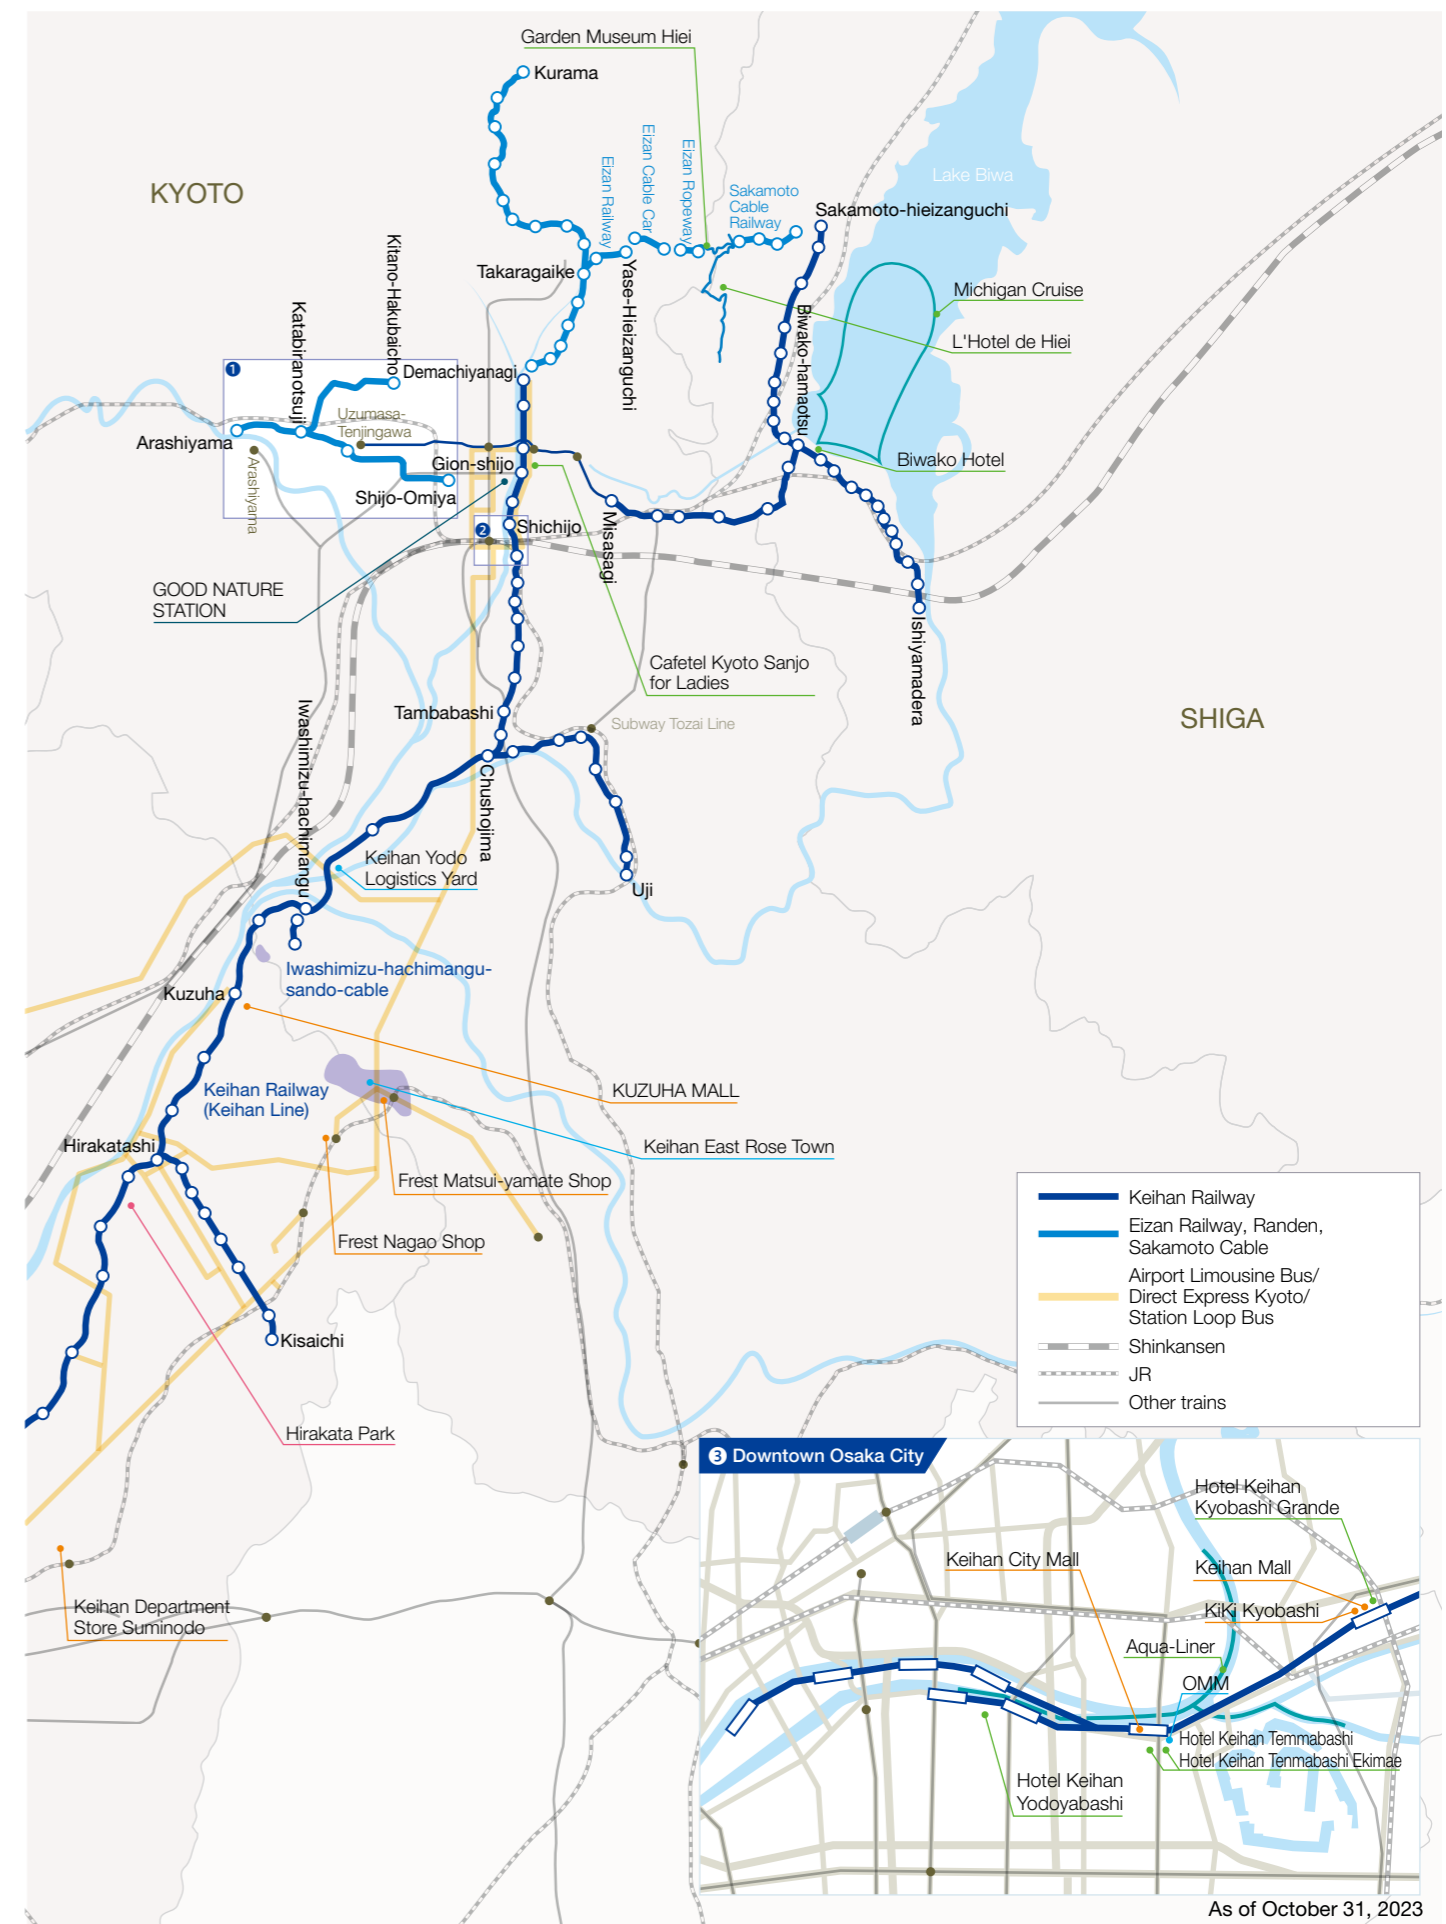 Garden Museum Hiei
Kurama
Eizan Railway
Eizan Cable Car
Eizan Ropeway
Sakamoto
Cable
Railway
Lake Biwa
KYOTO
Sakamoto-hieizanguchi
Takaragaike
Yase-Hieizanguchi
Kitano-Hakubaicho
Katabiranotsuji
Biwako-hamaotsu
Michigan Cruise
L'Hotel de Hiei
1
Demachiyanagi
Uzumasa-
Tenjingawa
Arashiyama
Arashiyama
Gion-shijo
Shijo-Omiya
Biwako Hotel
2
Shichijo
Misasagi
GOOD NATURE
STATION
Ishiyamadera
Cafetel Kyoto Sanjo
for Ladies
Iwashimizu-hachimangu
Tambabashi
Subway Tozai Line
SHIGA
Chushojima
Keihan Yodo
Logistics Yard
Uji
Iwashimizu-hachimangu-
sando-cable
Kuzuha
Keihan Railway
(Keihan Line)
KUZUHA MALL
Hirakatashi
Keihan East Rose Town
Frest Matsui-yamate Shop
Frest Nagao Shop
Kisaichi
Hirakata Park
Keihan Department
Store Suminodo
Keihan Railway
Eizan Railway, Randen,
Sakamoto Cable
Airport Limousine Bus/
Direct Express Kyoto/
Station Loop Bus
Shinkansen
JR
Other trains
3 Downtown Osaka City
Hotel Keihan
Kyobashi Grande
Keihan City Mall
Keihan Mall
KiKi Kyobashi
Aqua-Liner
OMM
Hotel Keihan Temmabashi
Hotel Keihan Tenmabashi Ekimae
Hotel Keihan
Yodoyabashi
As of October 31, 2023